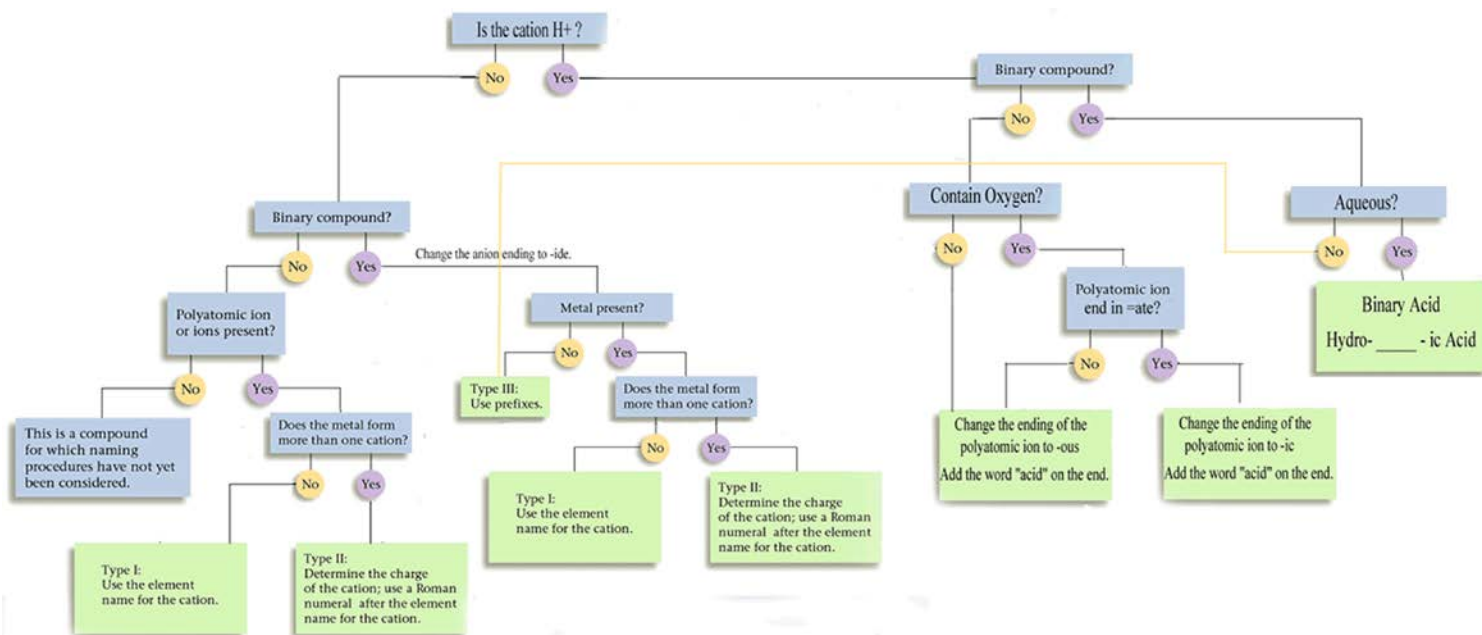 Is the cation H+ ?
No
Yes
Binary compound?
No
Yes
Contain Oxygen?
Aqueous?
Binary compound?
No
Yes
Change the anion ending to -ide.
No
Yes
No
Yes
Polyatomic ion
end in =ate?
Binary Acid
Hydro- ____ - ic Acid
Polyatomic ion
or ions present?
Metal present?
No
Yes
No
Yes
No
Yes
Type III:
Use prefixes.
Does the metal form
more than one cation?
This is a compound
for which naming
procedures have not yet
been considered.
Does the metal form
more than one cation?
Change the ending of the
polyatomic ion to -ous
Add the word "acid" on the end.
Change the ending of the
polyatomic ion to -ic
Add the word "acid" on the end.
No
Yes
No
Yes
Type I:
Use the element
name for the cation.
Type II:
Determine the charge
of the cation; use a Roman
numeral after the element
name for the cation.
Type I:
Use the element
name for the cation.
Type II:
Determine the charge
of the cation; use a Roman
numeral after the element
name for the cation.